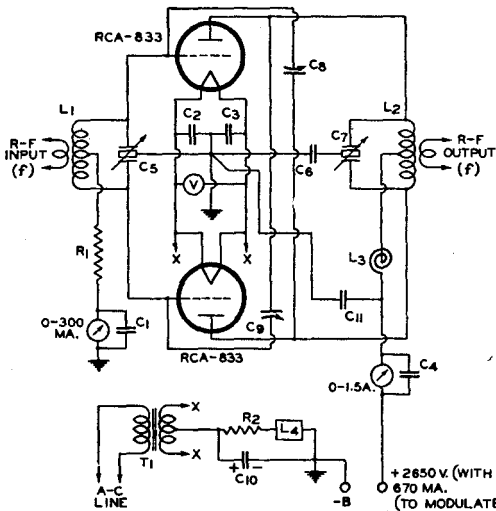 RCA-833
C8
L1
C2
C3
L2
R-F
INPUT
(f)
C5
C6
C7
R-F
OUTPUT
(f)
V
R1
X
X
L3
C11
0-300
MA.
C1
C9
RCA-833
C4
0-1.5A.
R2
L4
X
T1
X
C10
+ -
A-C
LINE
-B
+2650 V. (WITH
670 MA.
(TO MODULATE